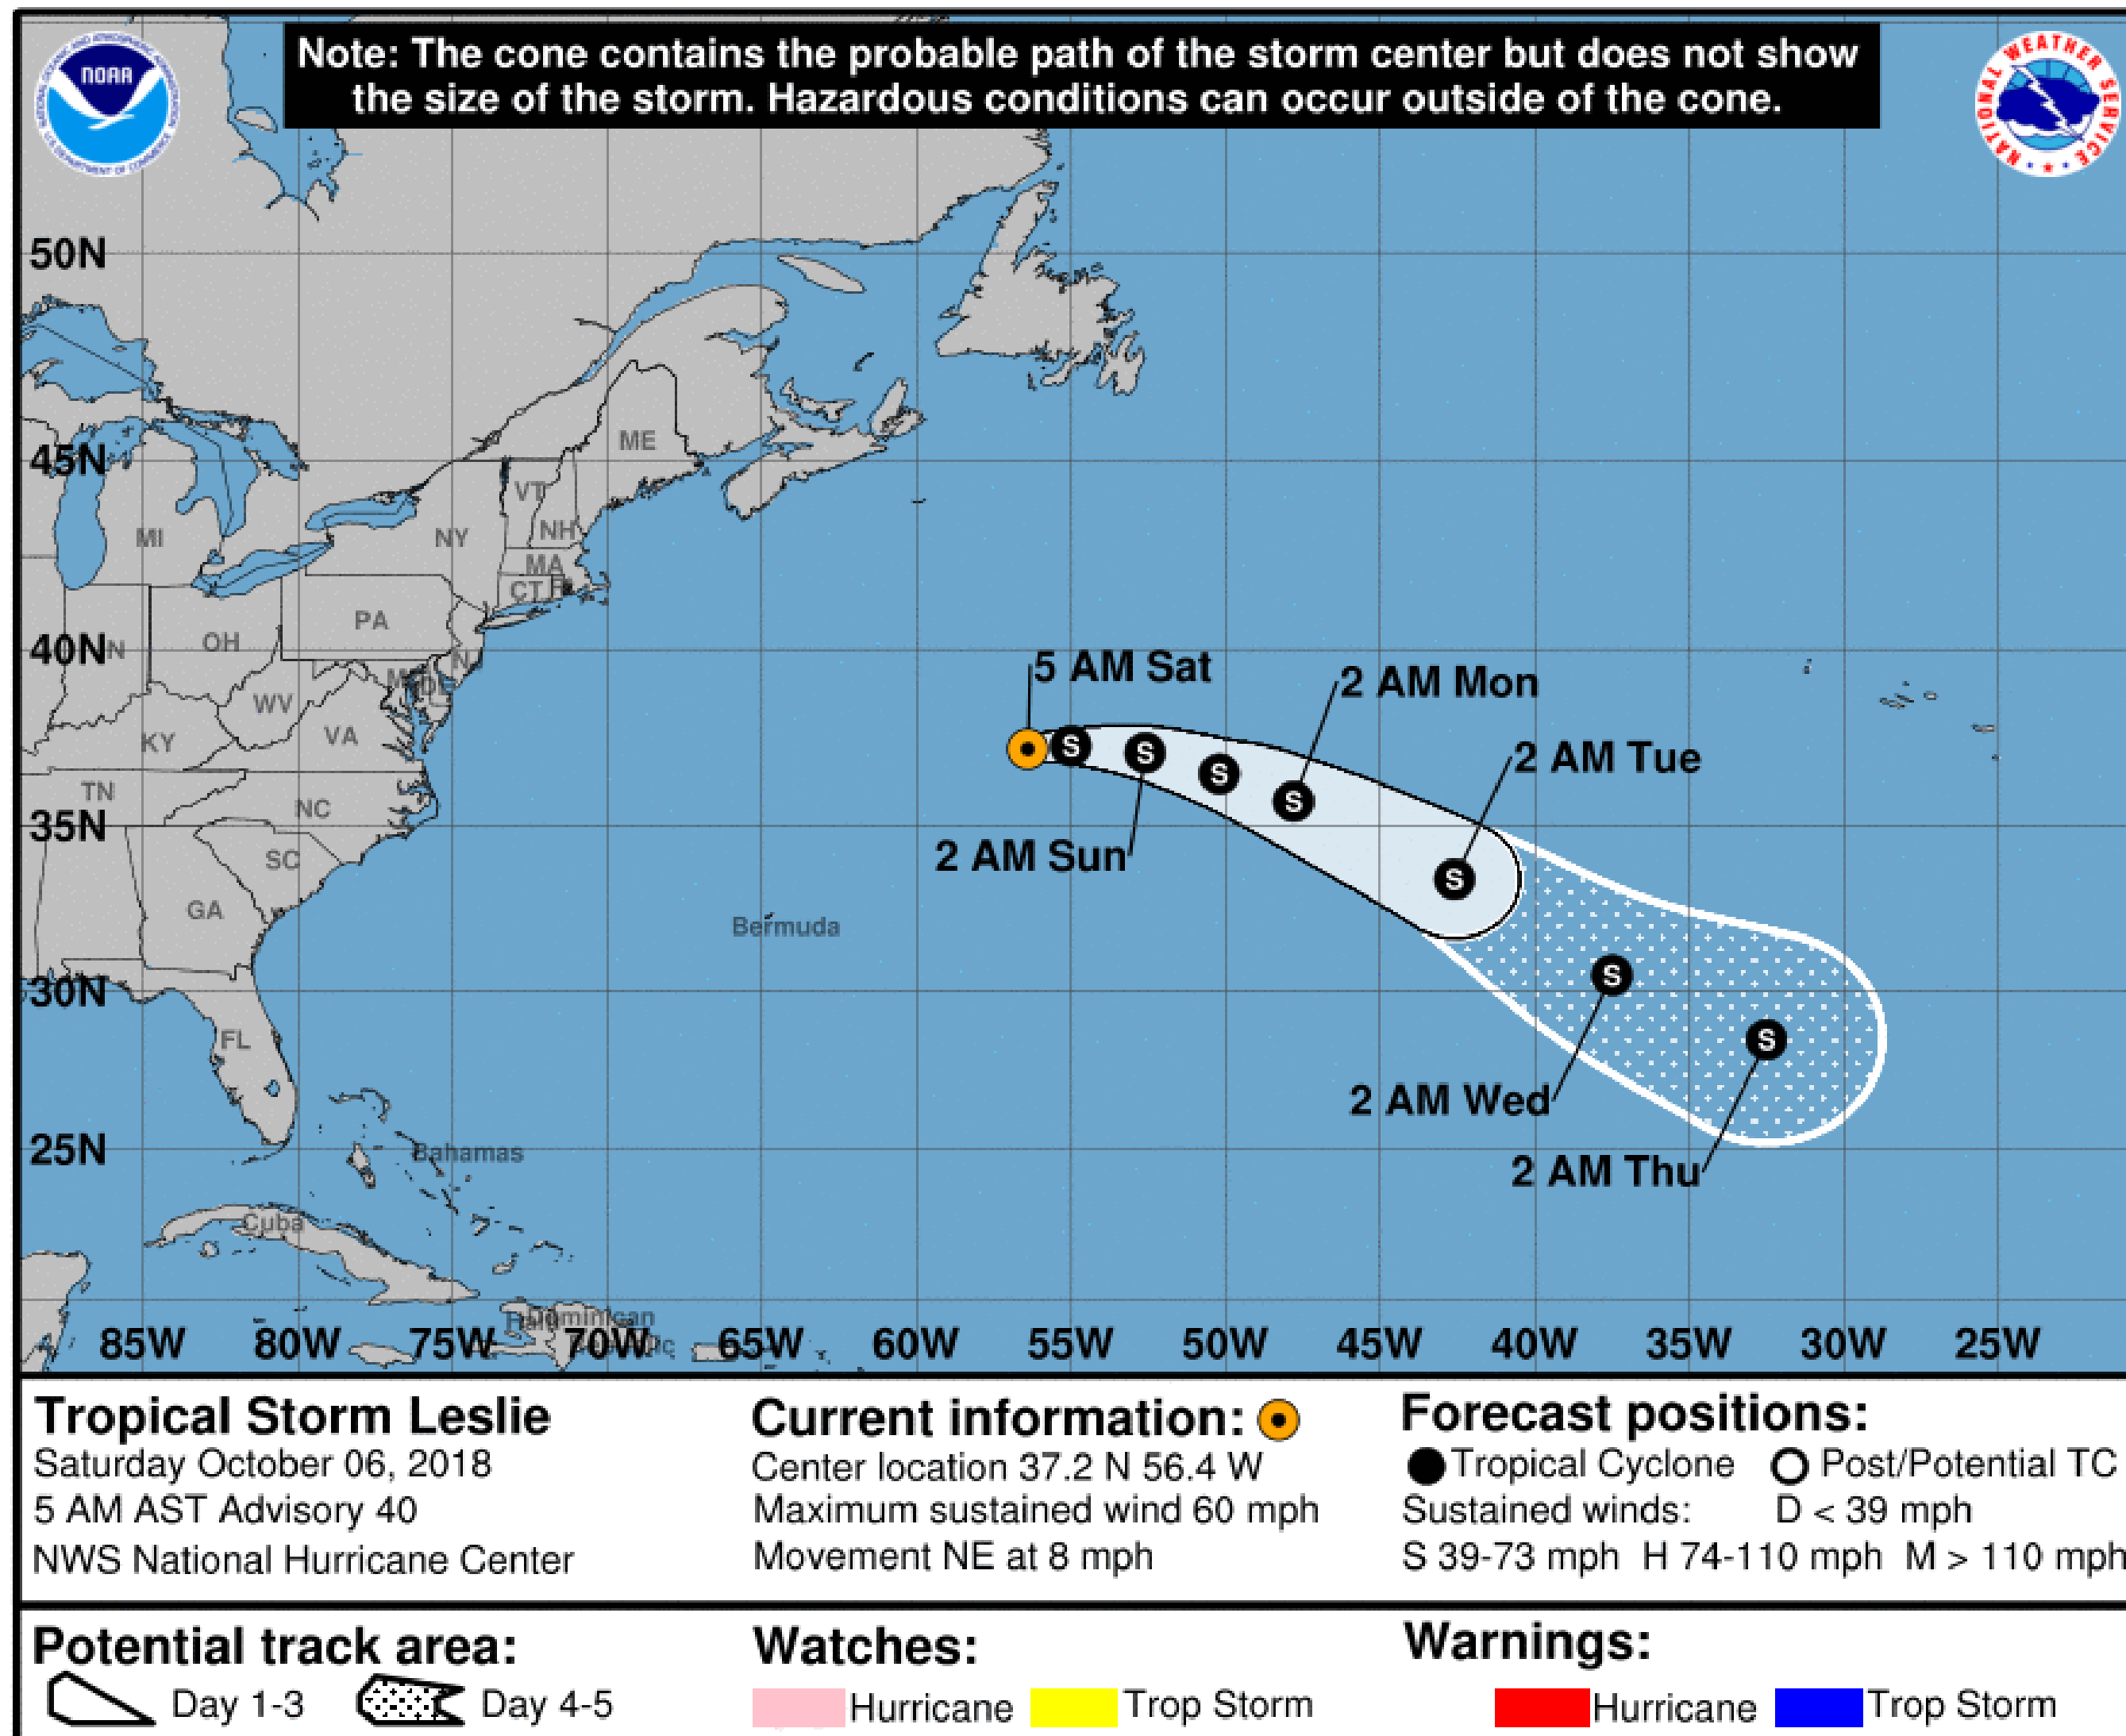 Note: The cone contains the probable path of the storm center but does not show
the size of the storm. Hazardous conditions can occur outside of the cone.
NOAA
NATIONAL WEATHER SERVICE
50N
45N
40N
35N
30N
25N
ME
VT
NH
MI
NY
MA
CT
PA
OH
WV
VA
KY
TN
NC
SC
GA
FL
Bermuda
Bahamas
Cuba
Dominican
5 AM Sat
2 AM Mon
2 AM Tue
2 AM Sun
2 AM Wed
2 AM Thu
S
S
S
S
S
S
S
85W 80W 75W 70W 65W 60W 55W 50W 45W 40W 35W 30W 25W
Tropical Storm Leslie
Saturday October 06, 2018
5 AM AST Advisory 40
NWS National Hurricane Center
Current information:
Center location 37.2 N 56.4 W
Maximum sustained wind 60 mph
Movement NE at 8 mph
Forecast positions:
Tropical Cyclone Post/Potential TC
Sustained winds: D < 39 mph
S 39-73 mph H 74-110 mph M > 110 mph
Potential track area:
Day 1-3 Day 4-5
Watches:
Hurricane Trop Storm
Warnings:
Hurricane Trop Storm